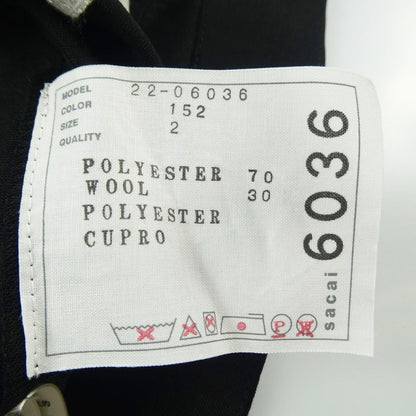 MODEL 22-06036
COLOR 152
SIZE 2
QUALITY
POLYESTER 70
WOOL 30
POLYESTER
CUPRO
sacai 6036
P